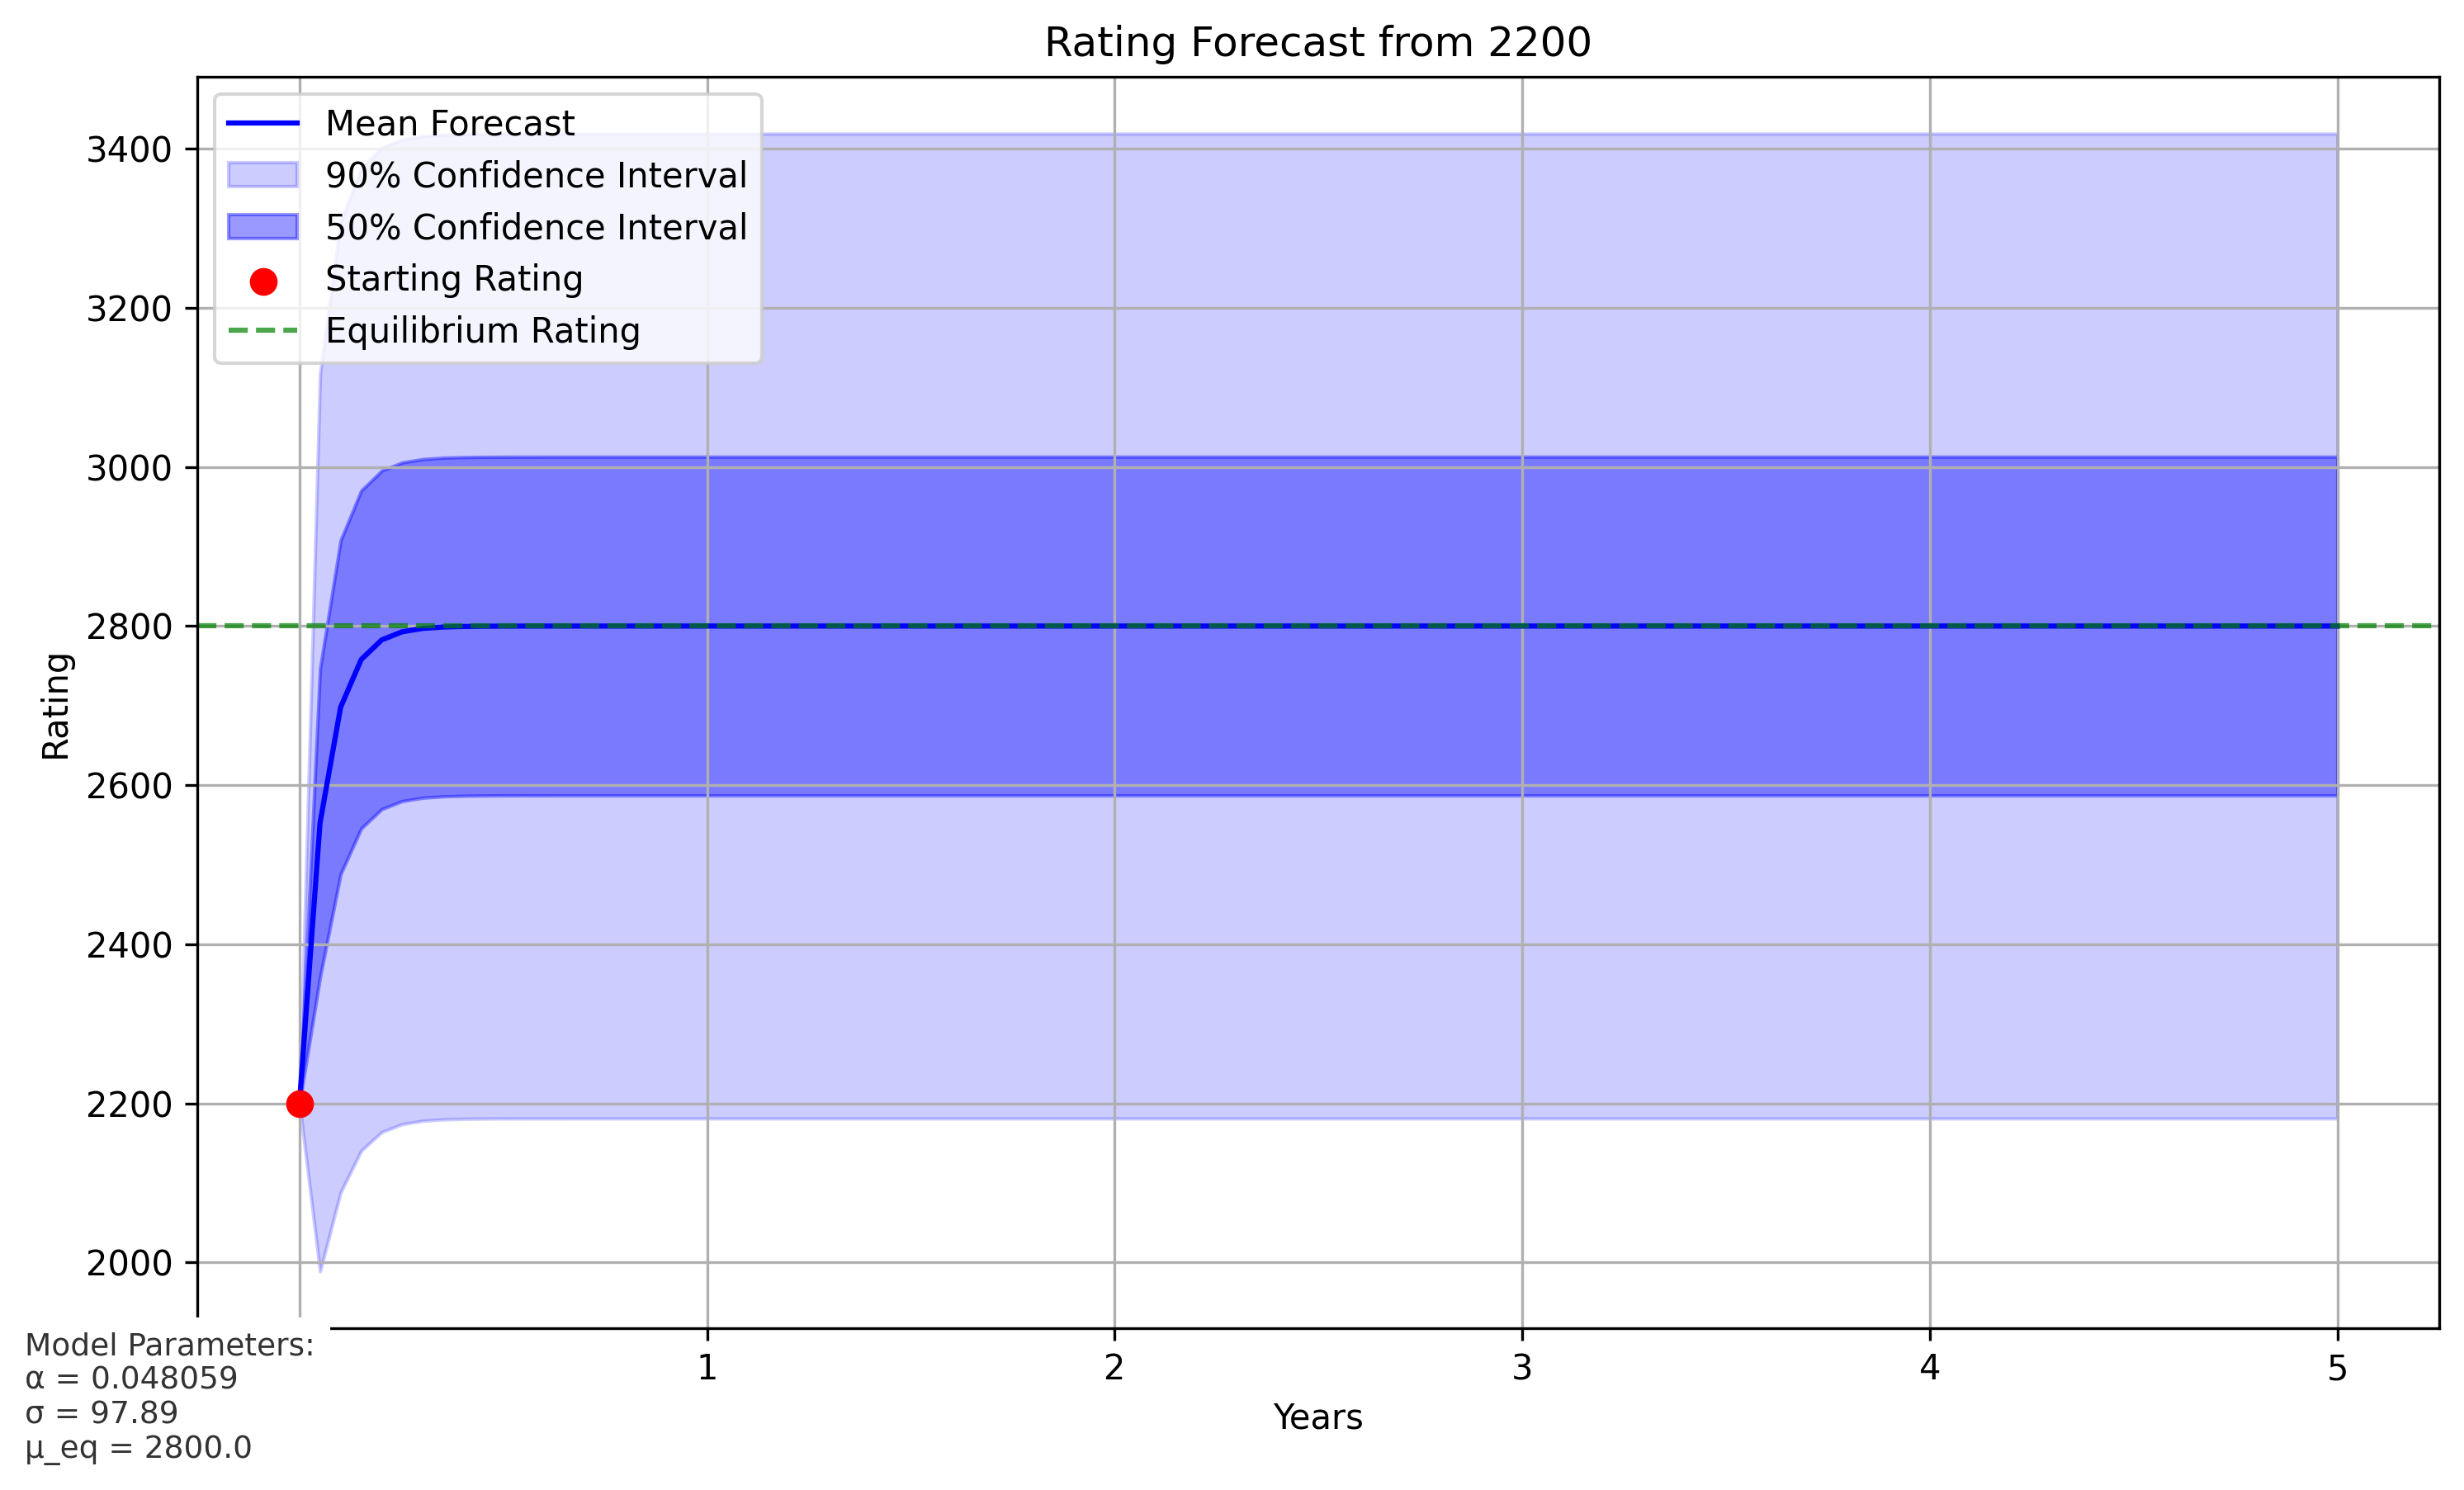 Rating Forecast from 2200
Mean Forecast
90% Confidence Interval
50% Confidence Interval
Starting Rating
Equilibrium Rating
3400
3200
3000
2800
2600
2400
2200
2000
Rating
1
2
3
4
5
Years
Model Parameters:
α = 0.048059
σ = 97.89
μ_eq = 2800.0